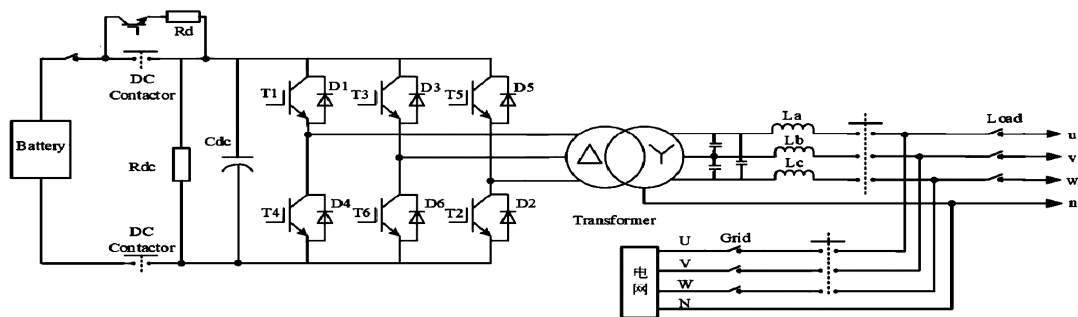 Rd
DC
Contactor
Battery
Rdc
Cdc
DC
Contactor
T1
D1
T3
D3
T5
D5
T4
D4
T6
D6
T2
D2
Transformer
La
Lb
Lc
Load
u
v
w
n
电网
U
V
W
N
Grid